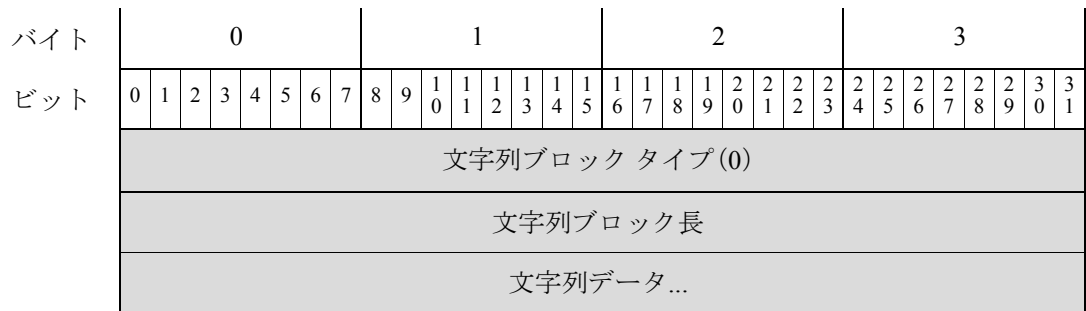 バイト 0 1 2 3
ビット 0 1 2 3 4 5 6 7 8 9 10 11 12 13 14 15 16 17 18 19 20 21 22 23 24 25 26 27 28 29 30 31
文字列ブロック タイプ(0)
文字列ブロック長
文字列データ...